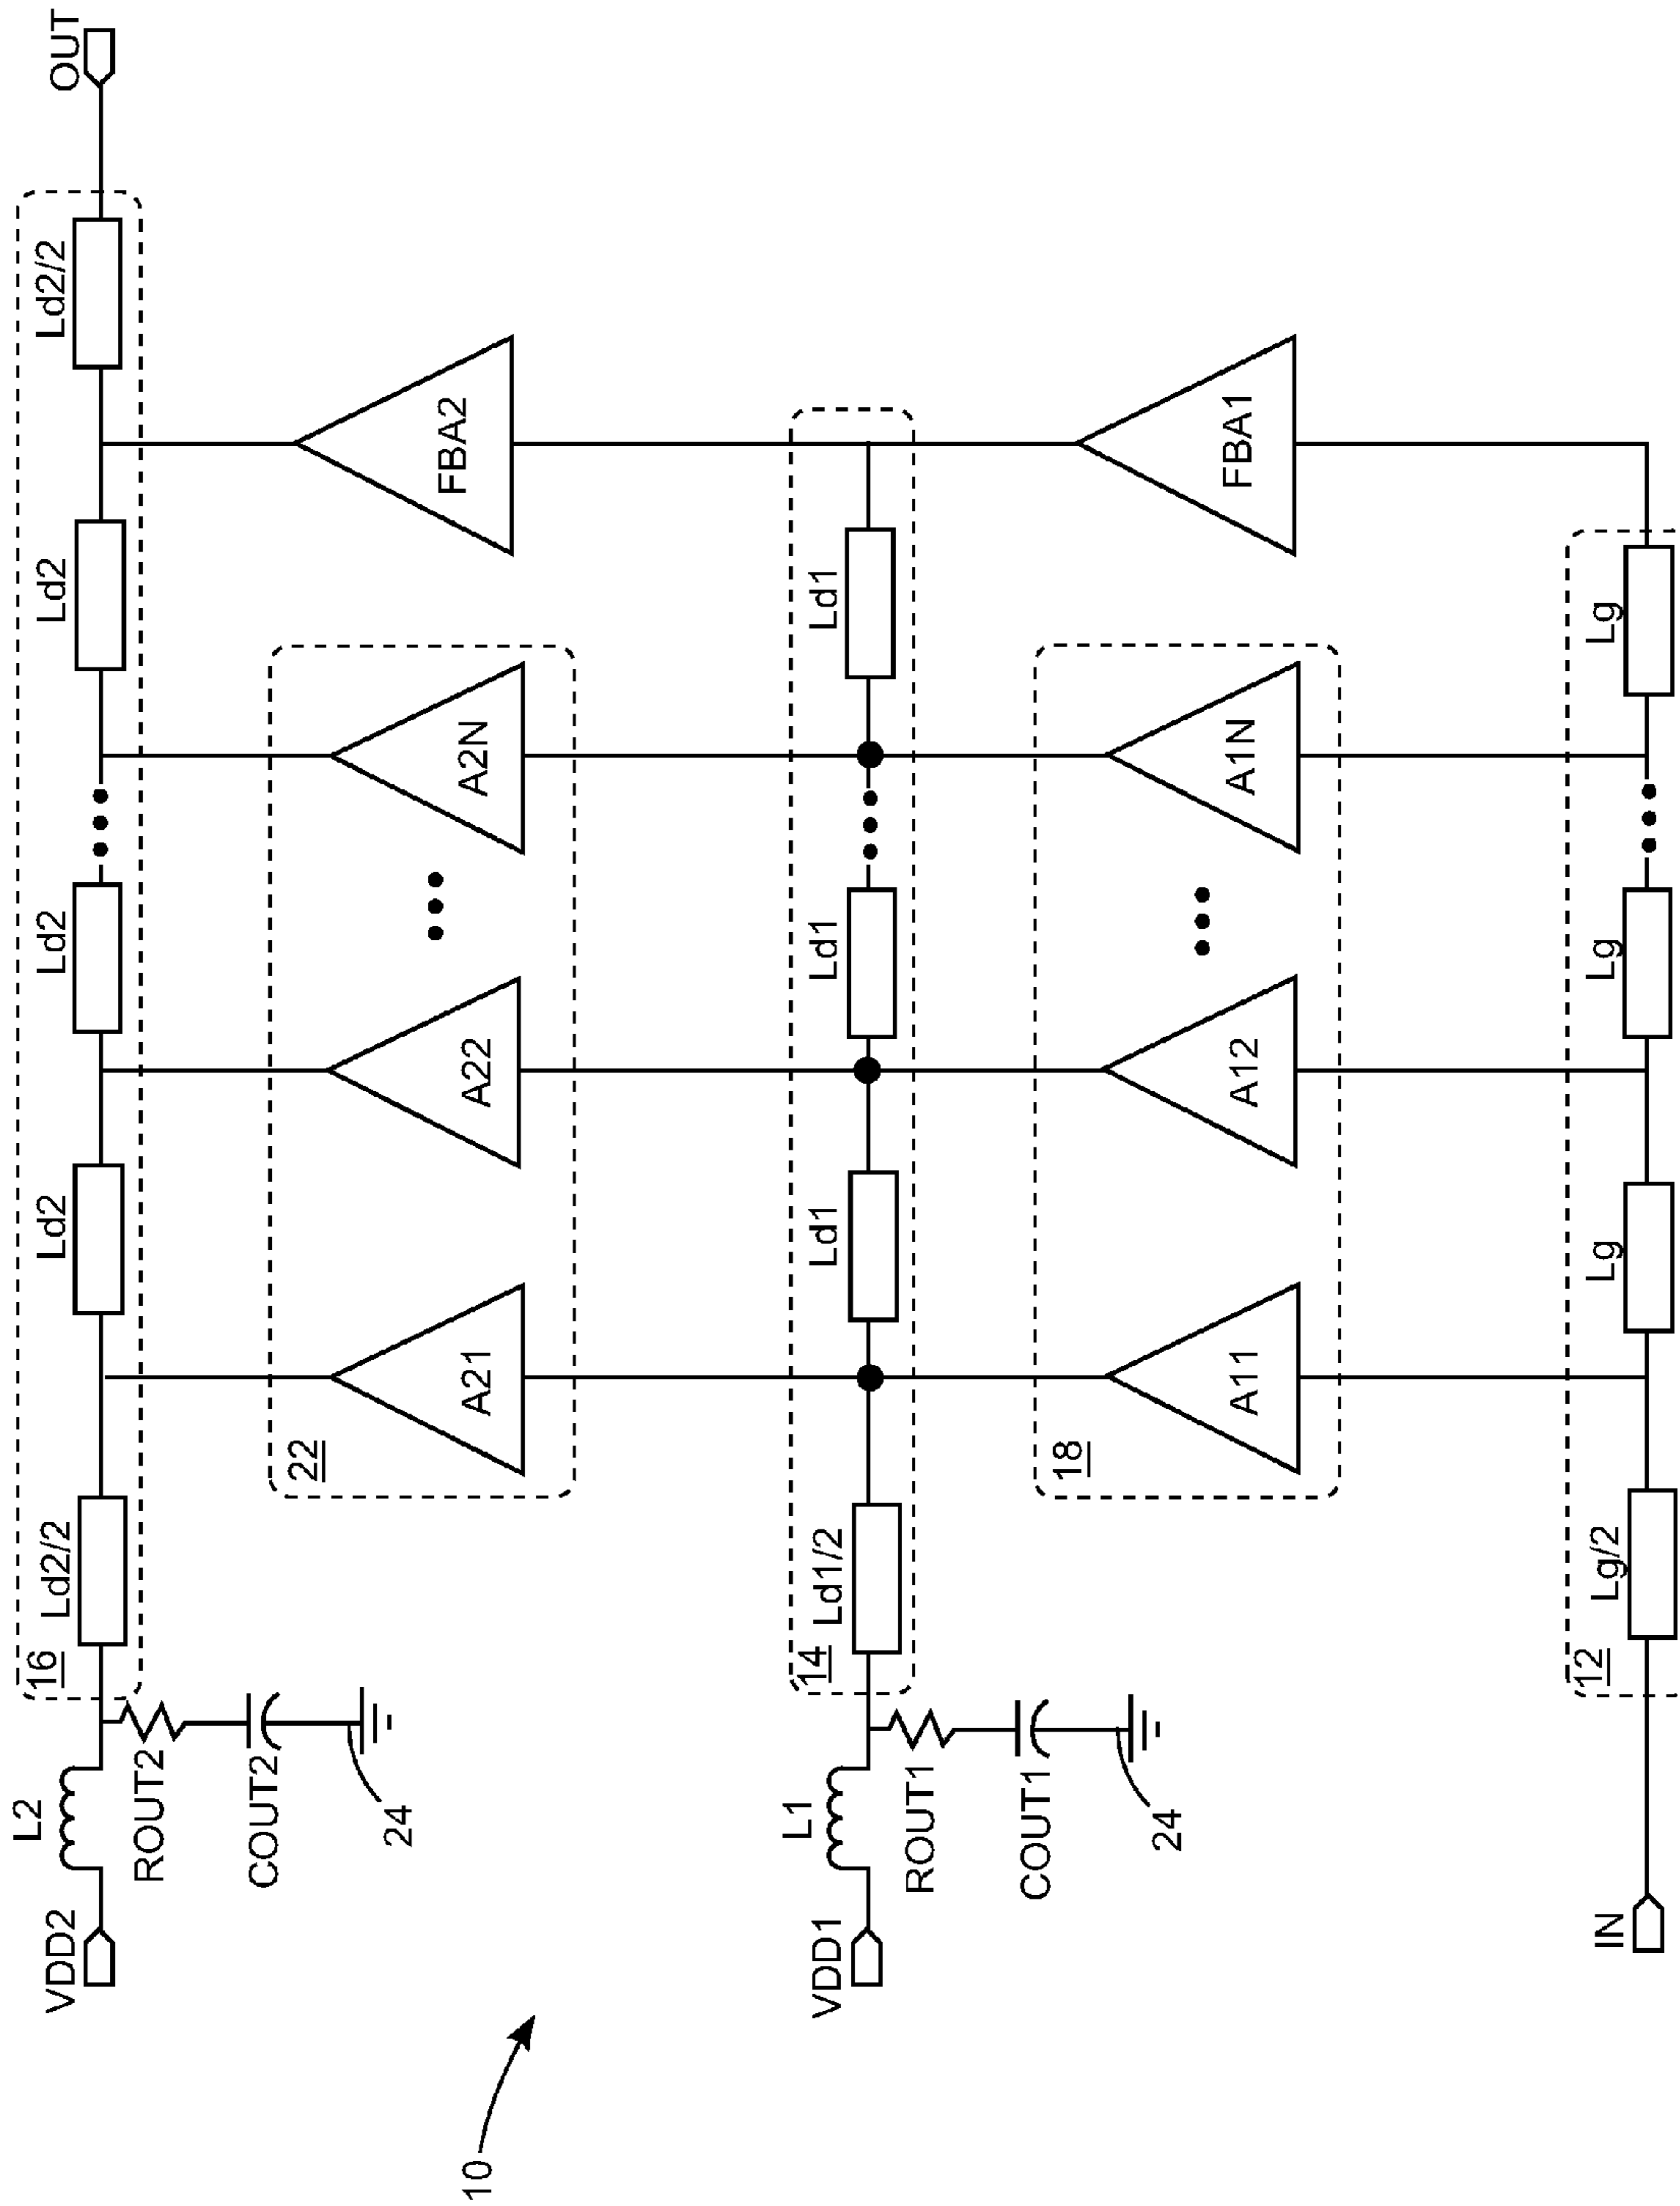 OUT
Ld2/2
Ld2
Ld2
Ld2
Ld2/2
16
L2
VDD2
ROUT2
COUT2
24
FBA2
A2N
A22
A21
22
Ld1
Ld1
Ld1
Ld1/2
14
L1
VDD1
ROUT1
COUT1
24
FBA1
A1N
A12
A11
18
Lg
Lg
Lg
Lg/2
12
IN
10